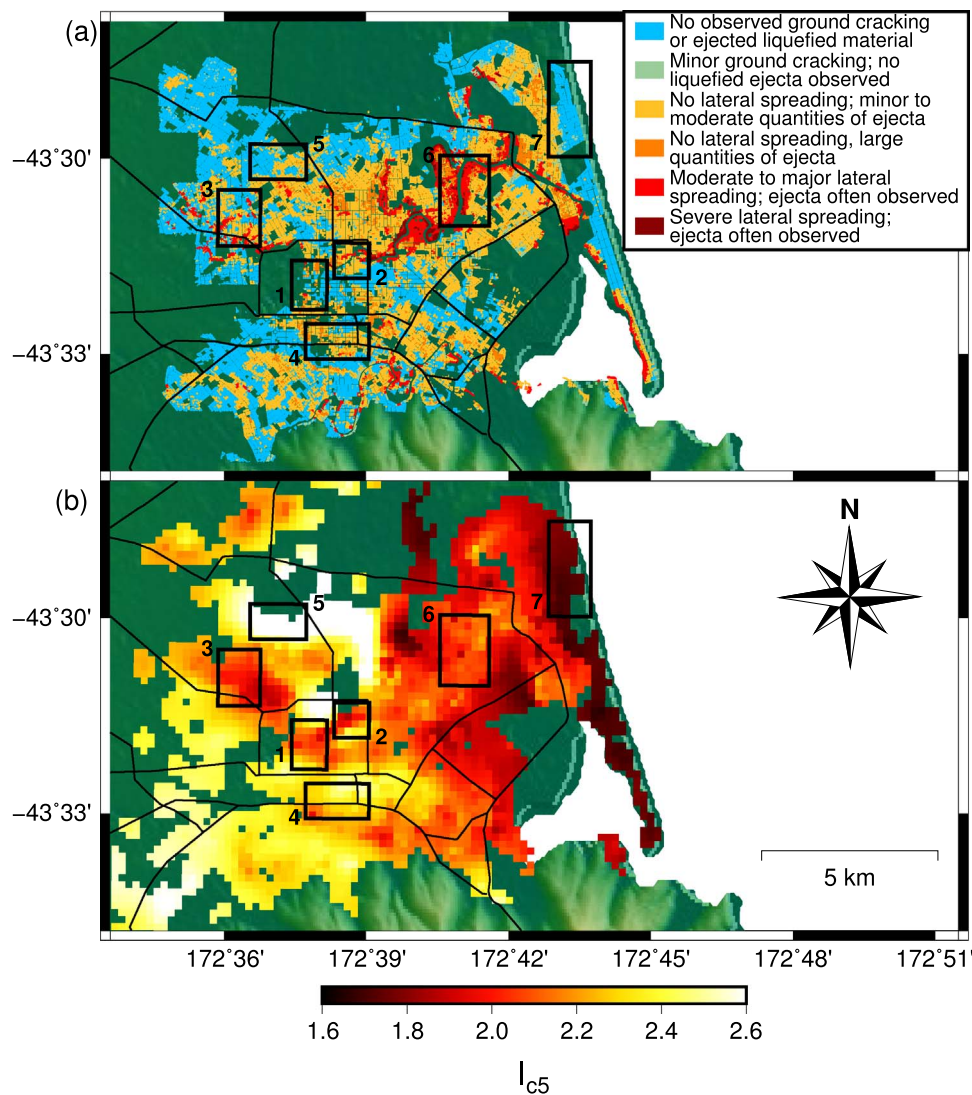 (a)
No observed ground cracking
or ejected liquefied material
Minor ground cracking; no
liquefied ejecta observed
No lateral spreading; minor to
moderate quantities of ejecta
No lateral spreading, large
quantities of ejecta
Moderate to major lateral
spreading; ejecta often observed
Severe lateral spreading;
ejecta often observed
−43˚30'
−43˚33'
5
6
7
3
2
1
4
(b)
N
−43˚30'
−43˚33'
5
6
7
3
2
1
4
5 km
172˚36' 172˚39' 172˚42' 172˚45' 172˚48' 172˚51'
1.6 1.8 2.0 2.2 2.4 2.6
Ic5